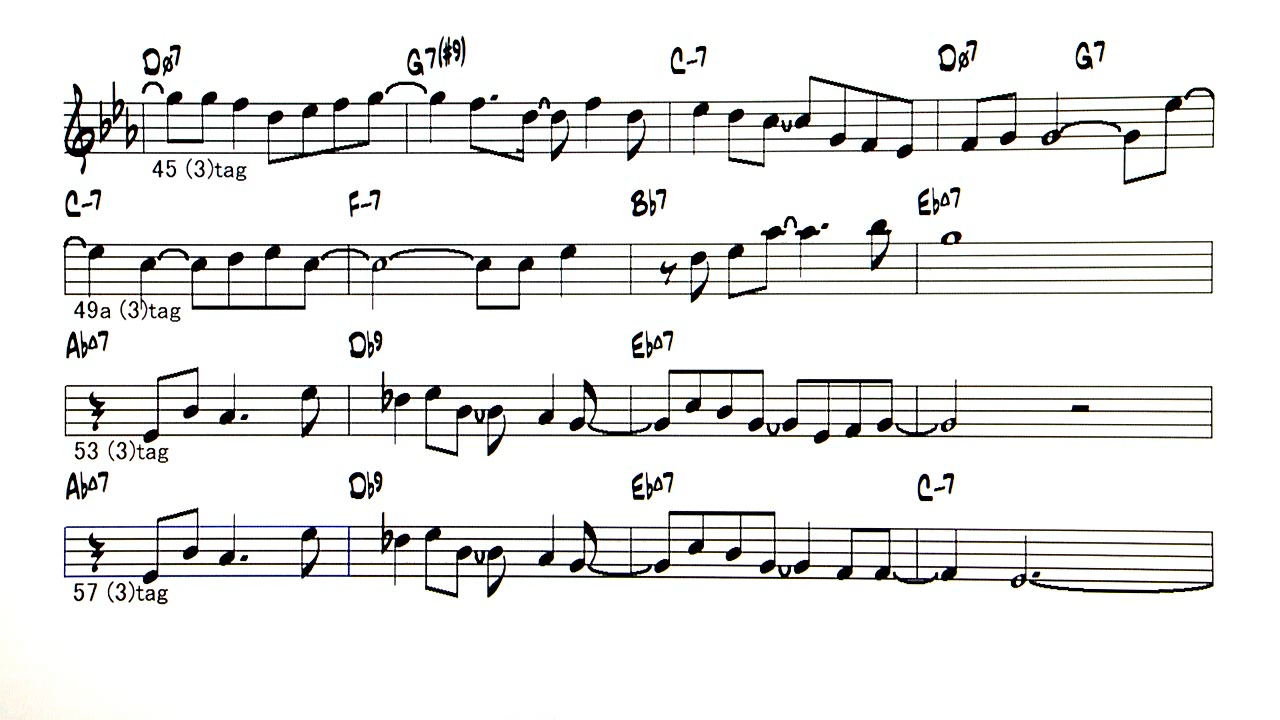 Dø7 G7(#9) C-7 Dø7 G7
45 (3)tag
C-7 F-7 Bb7 EbΔ7
49a (3)tag
AbΔ7 Db9 EbΔ7
53 (3)tag
AbΔ7 Db9 EbΔ7 C-7
57 (3)tag